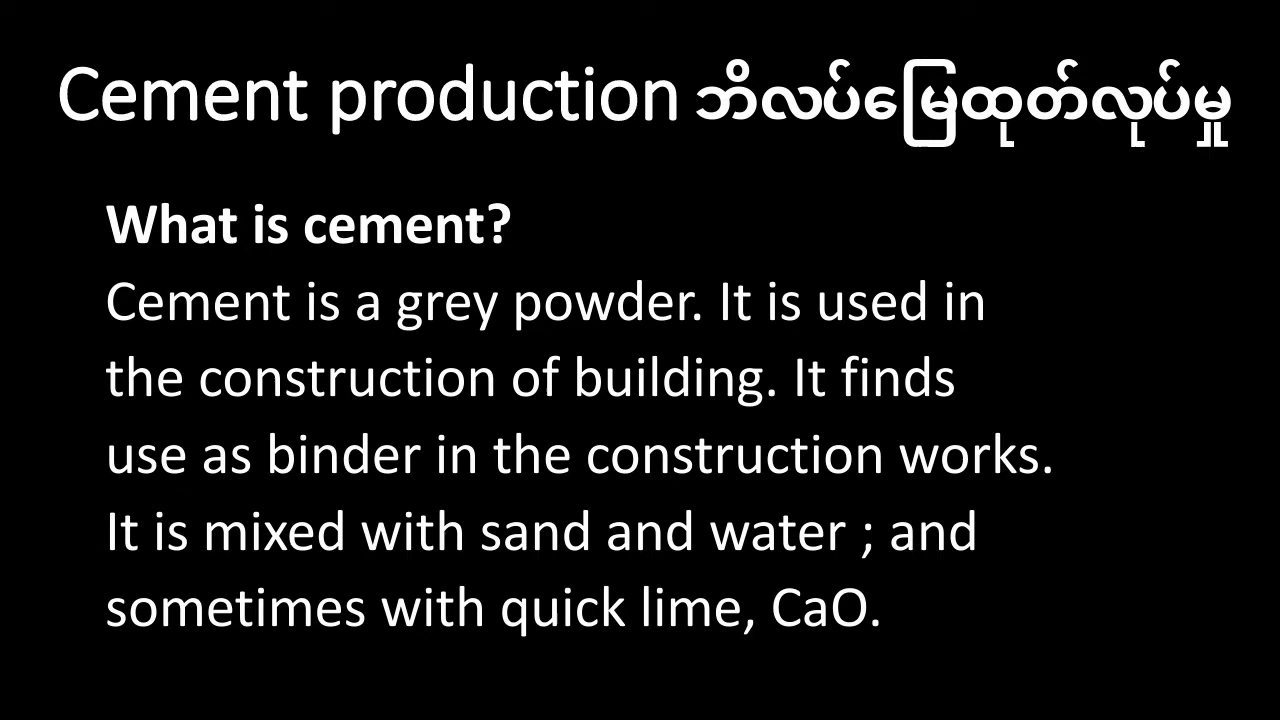 Cement production ဘိလပ်မြေထုတ်လုပ်မှု
What is cement?
Cement is a grey powder. It is used in
the construction of building. It finds
use as binder in the construction works.
It is mixed with sand and water ; and
sometimes with quick lime, CaO.